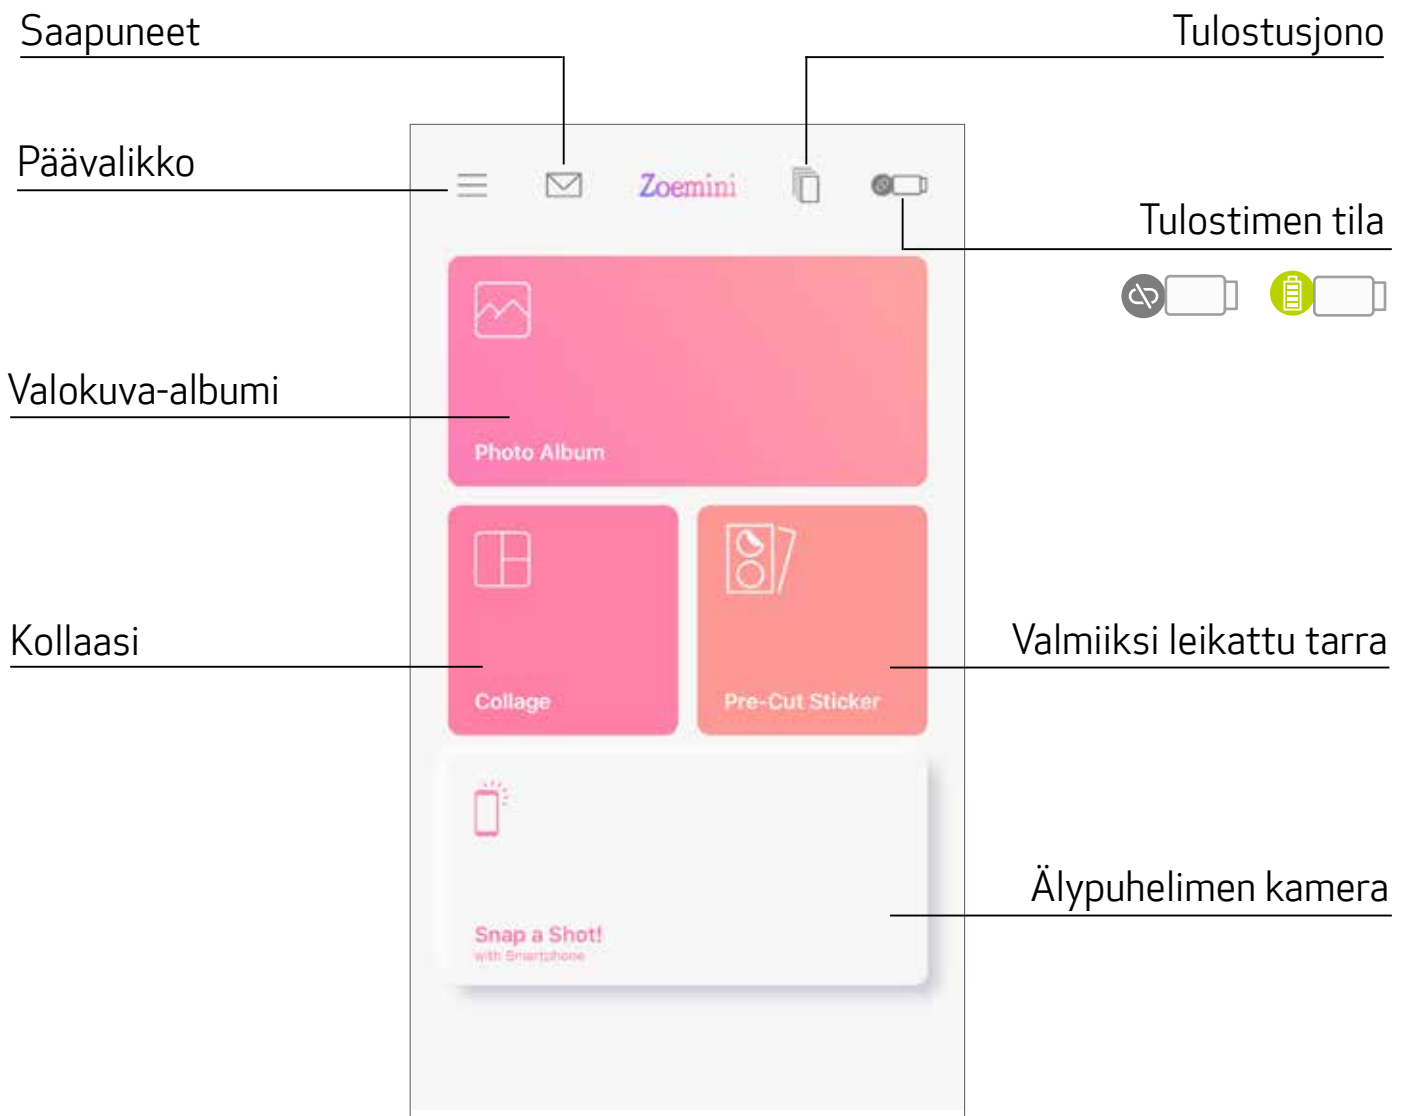 Saapuneet
Tulostusjono
Päävalikko
Zoemini
Tulostimen tila
Valokuva-albumi
Photo Album
Kollaasi
Valmiiksi leikattu tarra
Collage
Pre-Cut Sticker
Älypuhelimen kamera
Snap a Shot!
with Smartphone